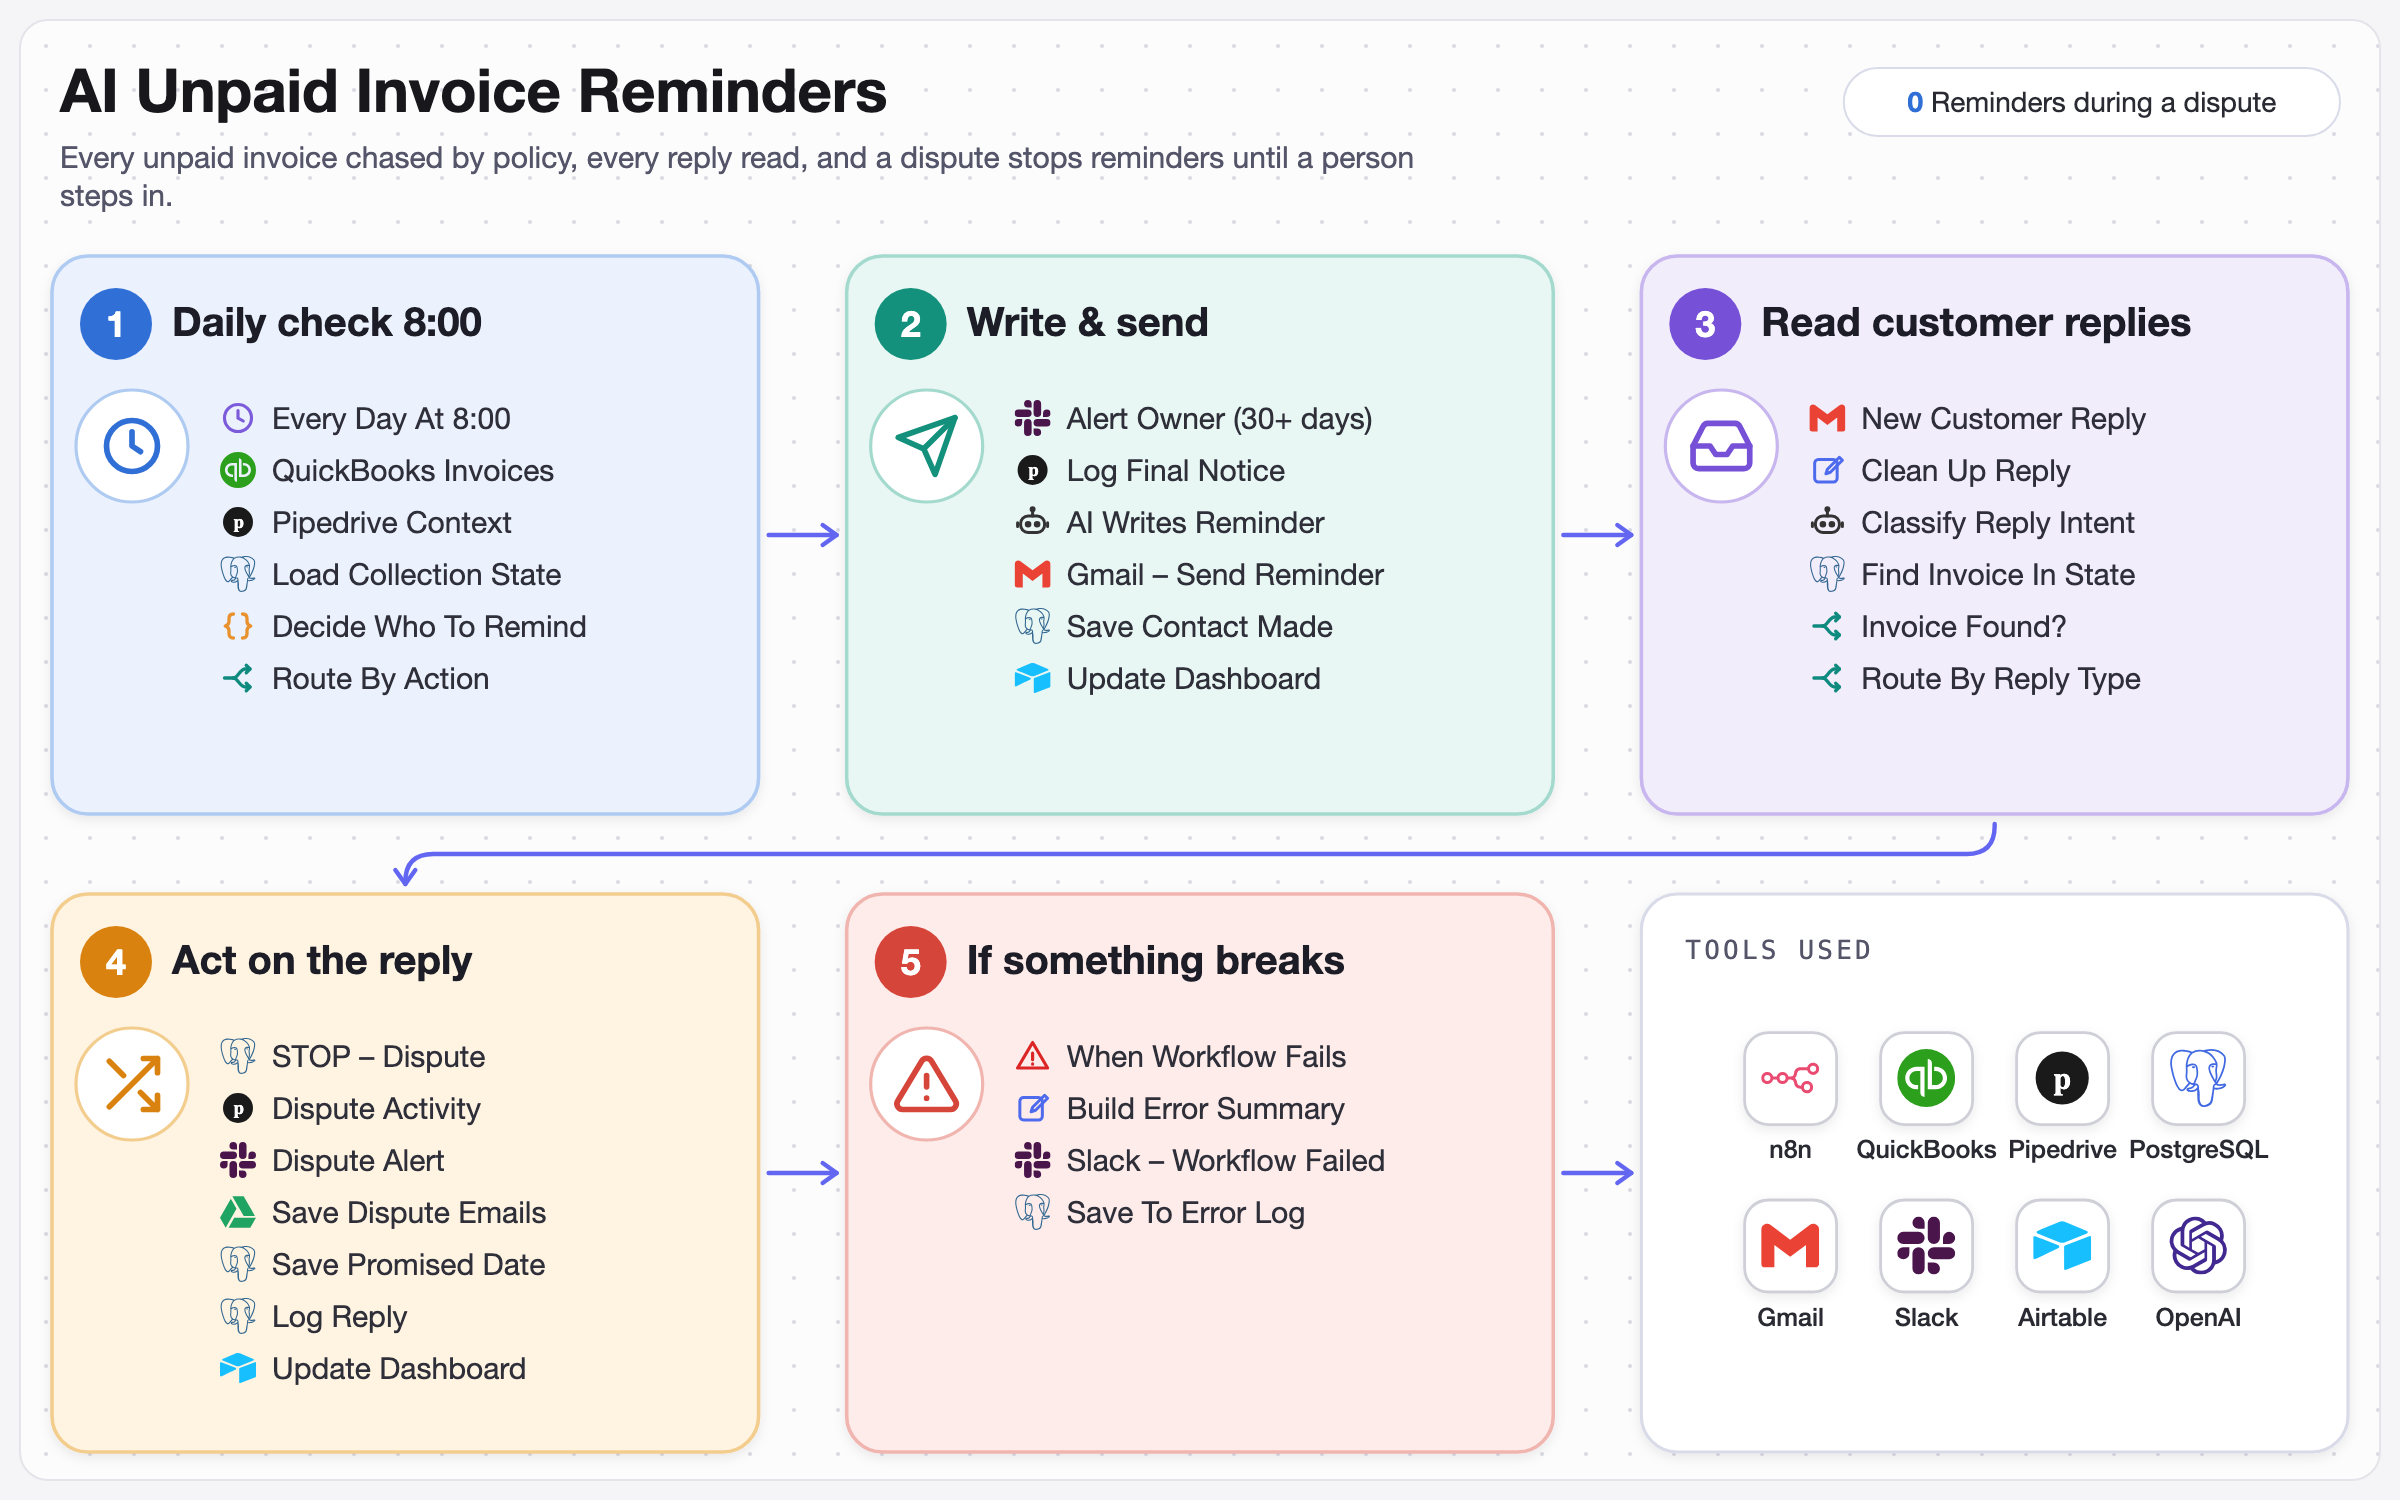 AI Unpaid Invoice Reminders
0 Reminders during a dispute
Every unpaid invoice chased by policy, every reply read, and a dispute stops reminders until a person
steps in.
1 Daily check 8:00
Every Day At 8:00
QuickBooks Invoices
Pipedrive Context
Load Collection State
Decide Who To Remind
Route By Action
2 Write & send
Alert Owner (30+ days)
Log Final Notice
AI Writes Reminder
Gmail – Send Reminder
Save Contact Made
Update Dashboard
3 Read customer replies
New Customer Reply
Clean Up Reply
Classify Reply Intent
Find Invoice In State
Invoice Found?
Route By Reply Type
4 Act on the reply
STOP – Dispute
Dispute Activity
Dispute Alert
Save Dispute Emails
Save Promised Date
Log Reply
Update Dashboard
5 If something breaks
When Workflow Fails
Build Error Summary
Slack – Workflow Failed
Save To Error Log
TOOLS USED
n8n QuickBooks Pipedrive PostgreSQL
Gmail Slack Airtable OpenAI